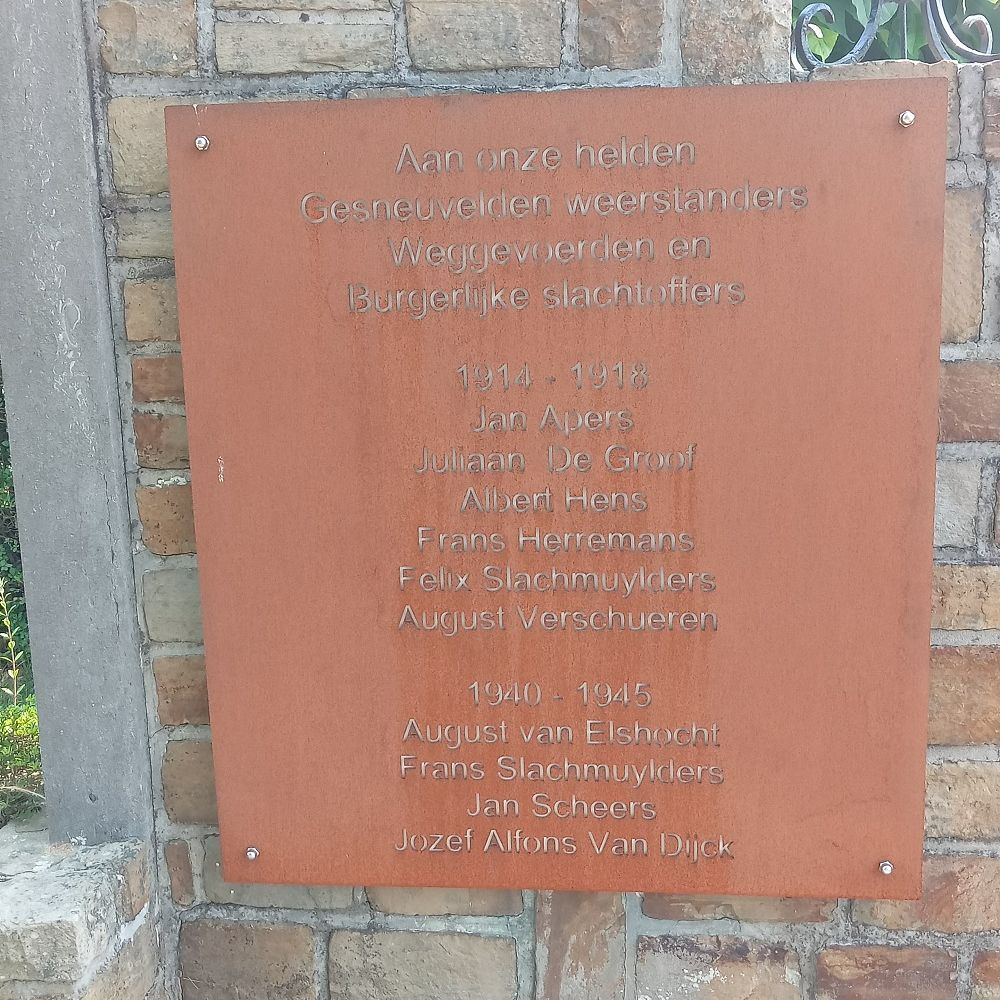 Aan onze helden
Gesneuvelden weerstanders
Weggevoerden en
Burgerlijke slachtoffers
1914 - 1918
Jan Apers
Juliaan De Groof
Albert Hens
Frans Herremans
Felix Slachmuylders
August Verschueren
1940 - 1945
August van Elshocht
Frans Slachmuylders
Jan Scheers
Jozef Alfons Van Dijck